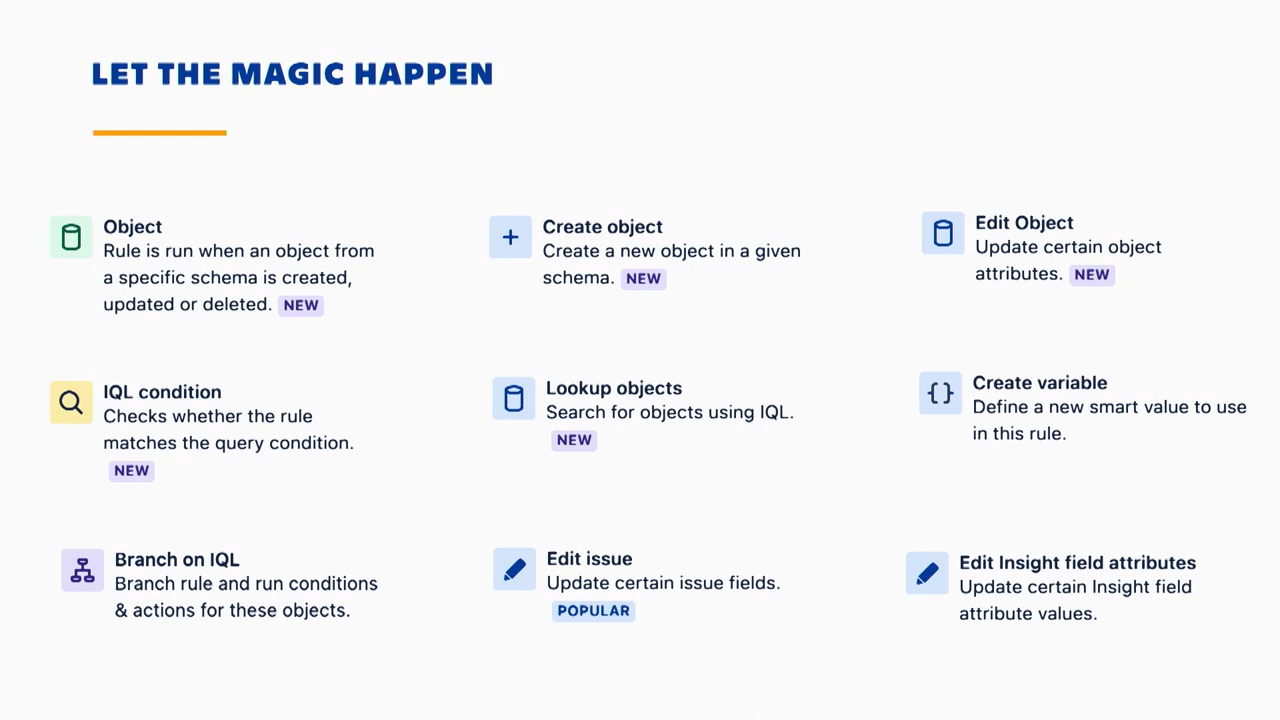 LET THE MAGIC HAPPEN
Object
Rule is run when an object from
a specific schema is created,
updated or deleted. NEW
Create object
Create a new object in a given
schema. NEW
Edit Object
Update certain object
attributes. NEW
IQL condition
Checks whether the rule
matches the query condition.
NEW
Lookup objects
Search for objects using IQL.
NEW
Create variable
Define a new smart value to use
in this rule.
Branch on IQL
Branch rule and run conditions
& actions for these objects.
Edit issue
Update certain issue fields.
POPULAR
Edit Insight field attributes
Update certain Insight field
attribute values.